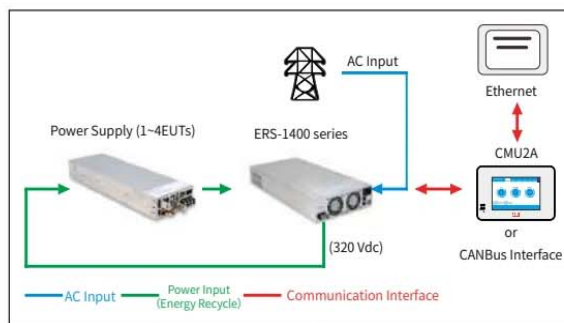 AC Input
Ethernet
Power Supply (1~4EUTs)
ERS-1400 series
CMU2A
or
CANBus Interface
(320 Vdc)
AC Input
Power Input
(Energy Recycle)
Communication Interface